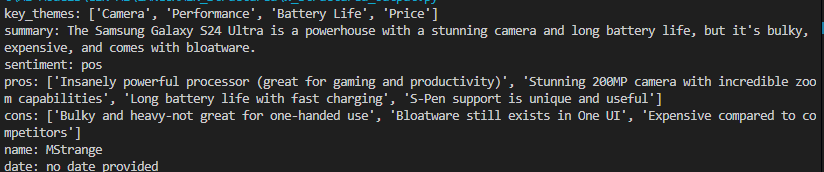 key_themes: ['Camera', 'Performance', 'Battery Life', 'Price']
summary: The Samsung Galaxy S24 Ultra is a powerhouse with a stunning camera and long battery life, but it's bulky,
expensive, and comes with bloatware.
sentiment: pos
pros: ['Insanely powerful processor (great for gaming and productivity)', 'Stunning 200MP camera with incredible zoo
m capabilities', 'Long battery life with fast charging', 'S-Pen support is unique and useful']
cons: ['Bulky and heavy-not great for one-handed use', 'Bloatware still exists in One UI', 'Expensive compared to co
mpetitors']
name: MStrange
date: no date provided